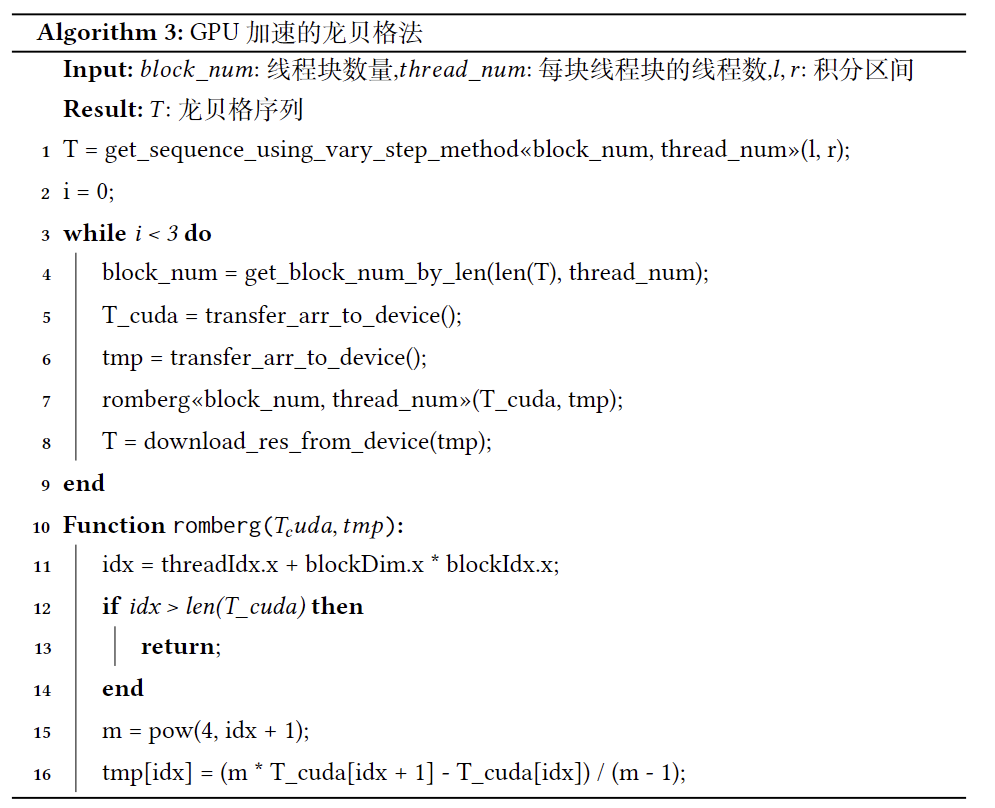 Algorithm 3: GPU 加速的龙贝格法
Input: block_num: 线程块数量,thread_num: 每块线程块的线程数,l, r: 积分区间
Result: T: 龙贝格序列
1 T = get_sequence_using_vary_step_method«block_num, thread_num»(l, r);
2 i = 0;
3 while i < 3 do
4 block_num = get_block_num_by_len(len(T), thread_num);
5 T_cuda = transfer_arr_to_device();
6 tmp = transfer_arr_to_device();
7 romberg«block_num, thread_num»(T_cuda, tmp);
8 T = download_res_from_device(tmp);
9 end
10 Function romberg(T_cuda, tmp):
11 idx = threadIdx.x + blockDim.x * blockIdx.x;
12 if idx > len(T_cuda) then
13 return;
14 end
15 m = pow(4, idx + 1);
16 tmp[idx] = (m * T_cuda[idx + 1] - T_cuda[idx]) / (m - 1);